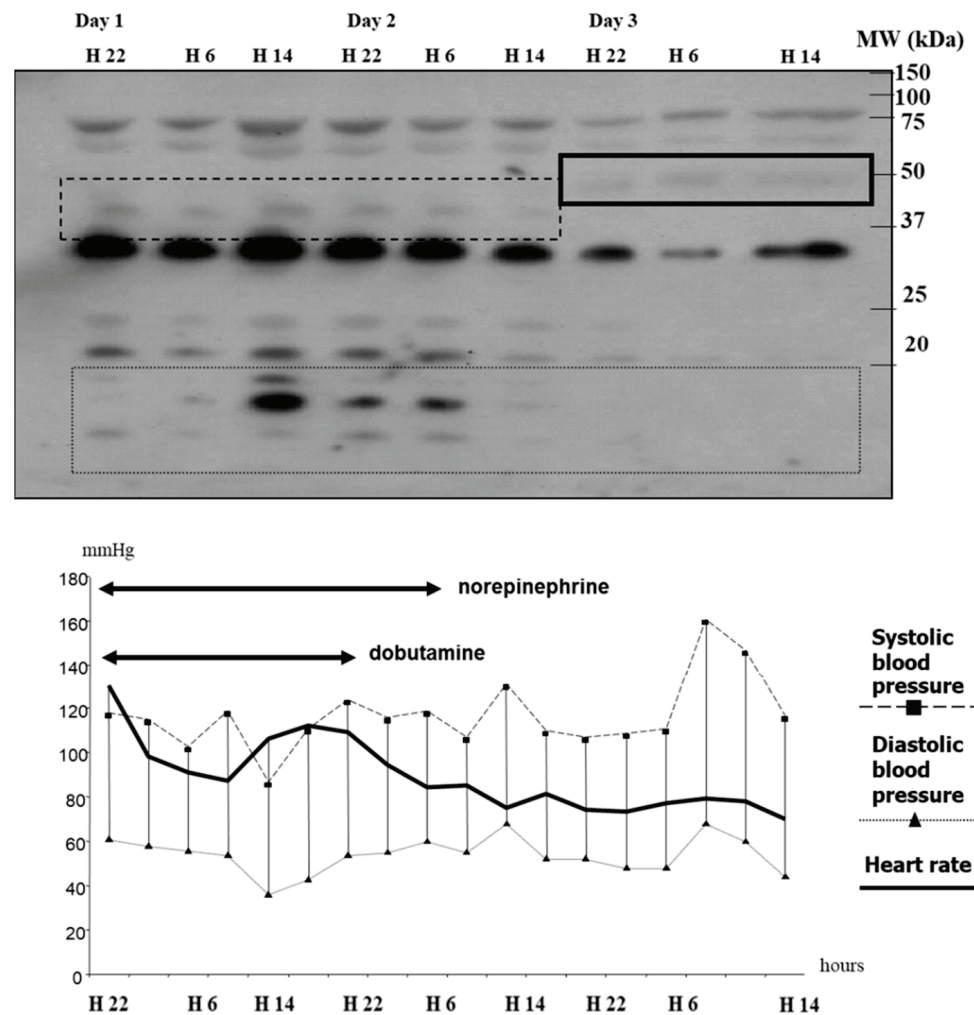 Day 1 Day 2 Day 3
H 22 H 6 H 14 H 22 H 6 H 14 H 22 H 6 H 14
MW (kDa)
150
100
75
50
37
25
20
mmHg
180
norepinephrine
160
dobutamine
140
120
100
80
60
40
20
0
Systolic
blood
pressure
Diastolic
blood
pressure
Heart rate
hours
H 22 H 6 H 14 H 22 H 6 H 14 H 22 H 6 H 14